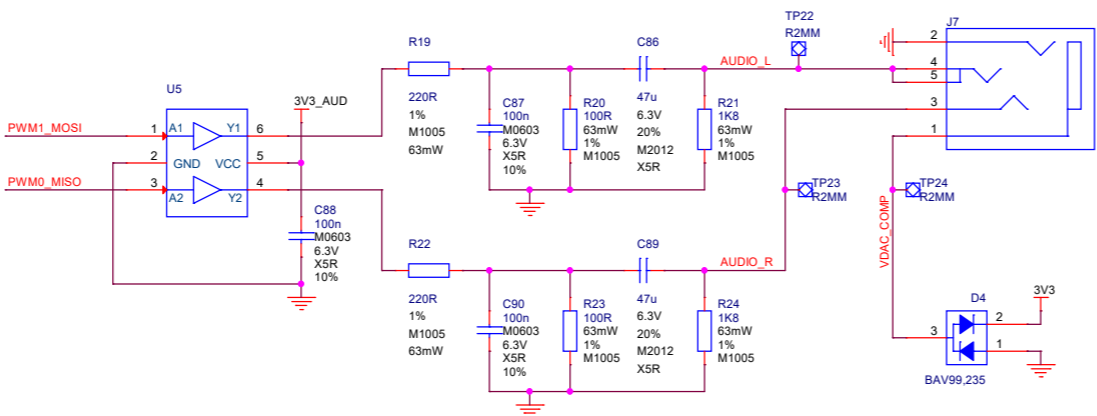 TP22
R2MM
J7
R19
C86
AUDIO_L
2
4
5
3
1
U5
3V3_AUD
220R
1%
M1005
63mW
C87
100n
M0603
6.3V
X5R
10%
R20
100R
63mW
1%
M1005
47u
6.3V
20%
M2012
X5R
R21
1K8
63mW
1%
M1005
PWM1_MOSI
1
A1
Y1
6
2
GND
VCC
5
PWM0_MISO
3
A2
Y2
4
TP23
R2MM
TP24
R2MM
VDAC_COMP
C88
100n
M0603
6.3V
X5R
10%
R22
C89
AUDIO_R
220R
1%
M1005
63mW
C90
100n
M0603
6.3V
X5R
10%
R23
100R
63mW
1%
M1005
47u
6.3V
20%
M2012
X5R
R24
1K8
63mW
1%
M1005
D4
3V3
3
2
1
BAV99,235